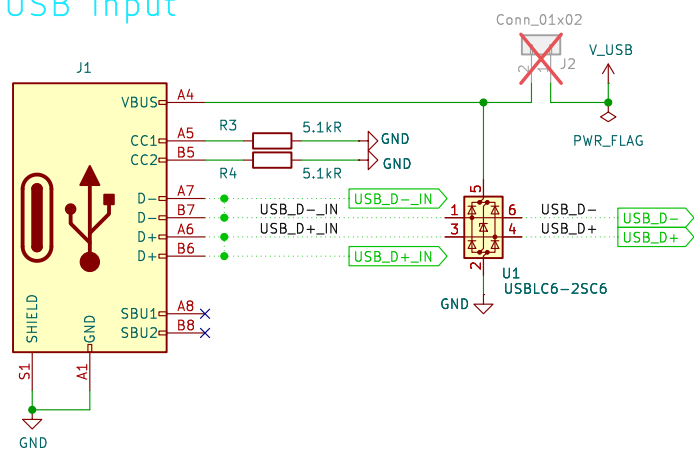 USB Input
Conn_01x02
J2
2
1
V_USB
PWR_FLAG
J1
VBUS
A4
CC1
A5
R3
5.1kR
GND
CC2
B5
R4
5.1kR
GND
D-
A7
USB_D-_IN
D-
B7
USB_D-_IN
D+
A6
USB_D+_IN
D+
B6
USB_D+_IN
5
1
6
3
4
2
USB_D-
USB_D-
USB_D+
USB_D+
U1
USBLC6-2SC6
GND
SBU1
A8
SBU2
B8
SHIELD
GND
S1
A1
GND